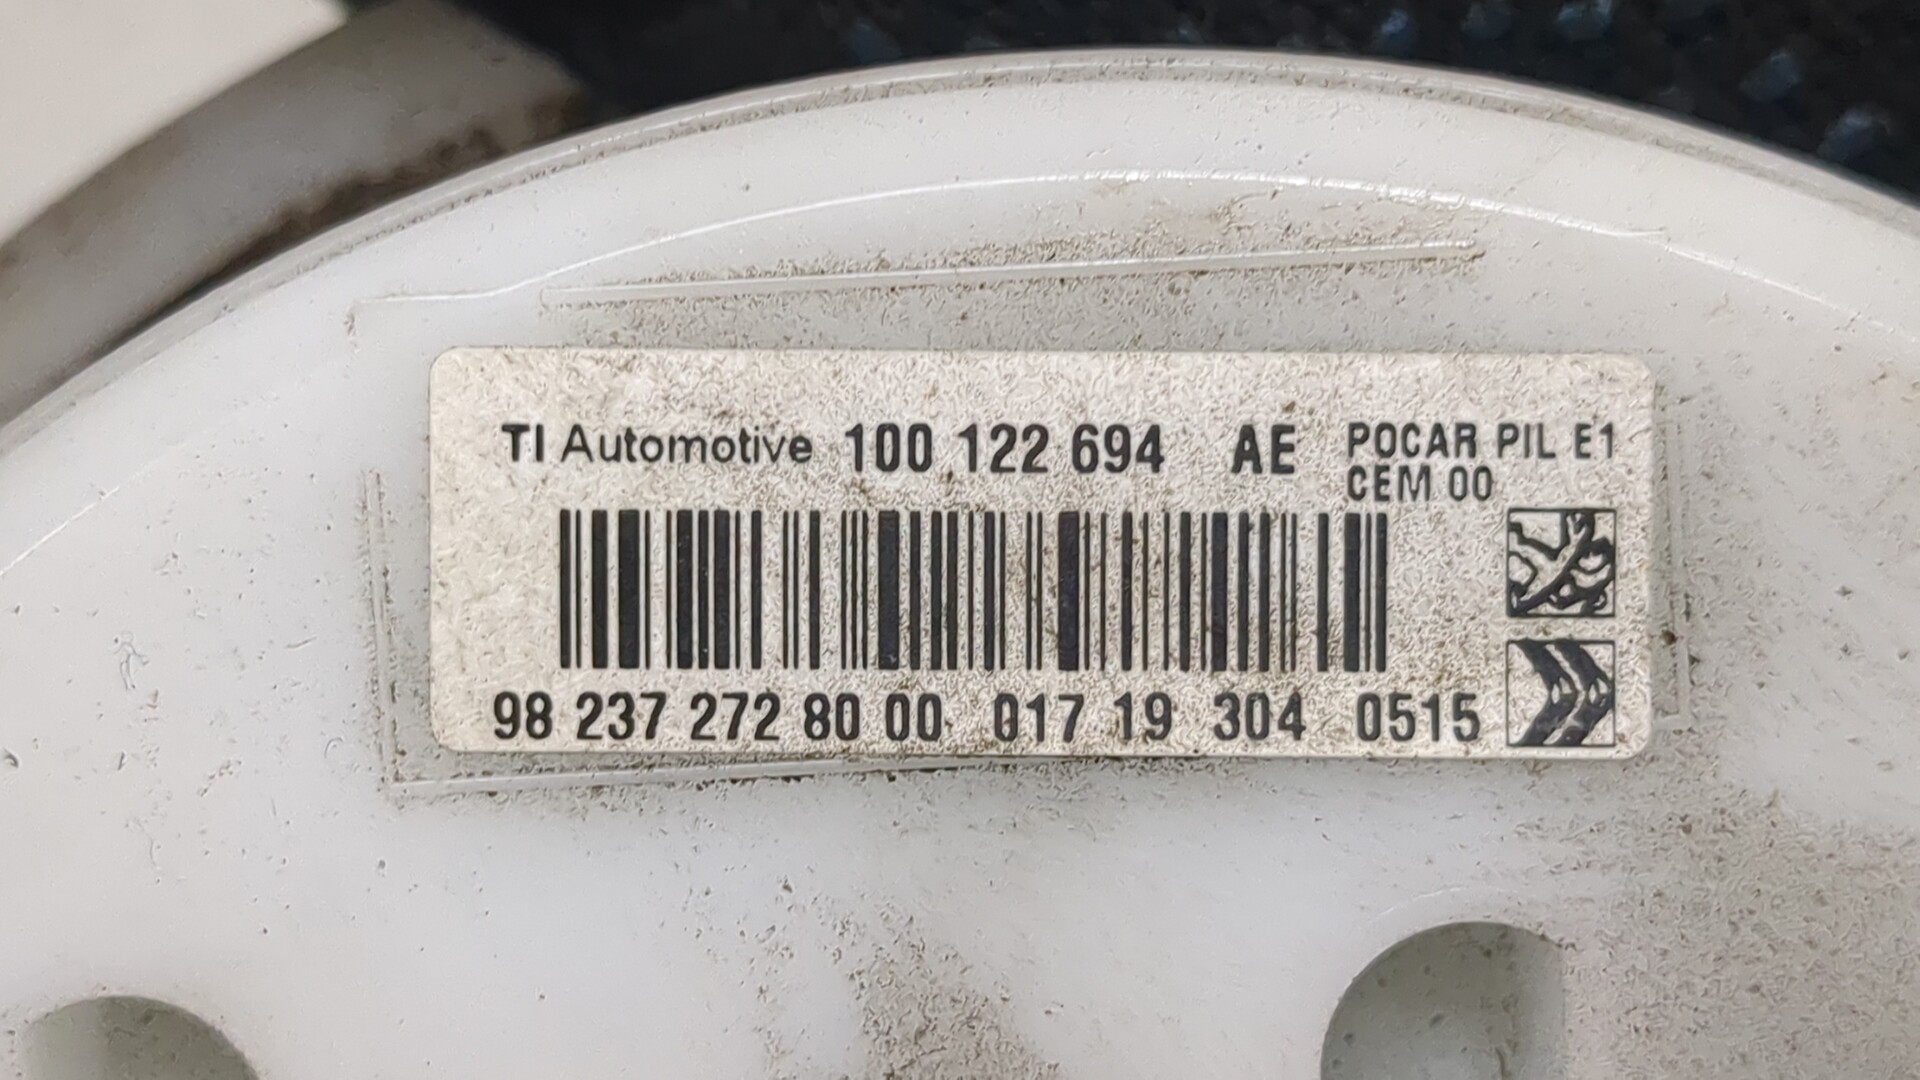 TI Automotive 100 122 694 AE POCAR PIL E1
CEM 00
98 237 272 80 00 017 19 304 0515